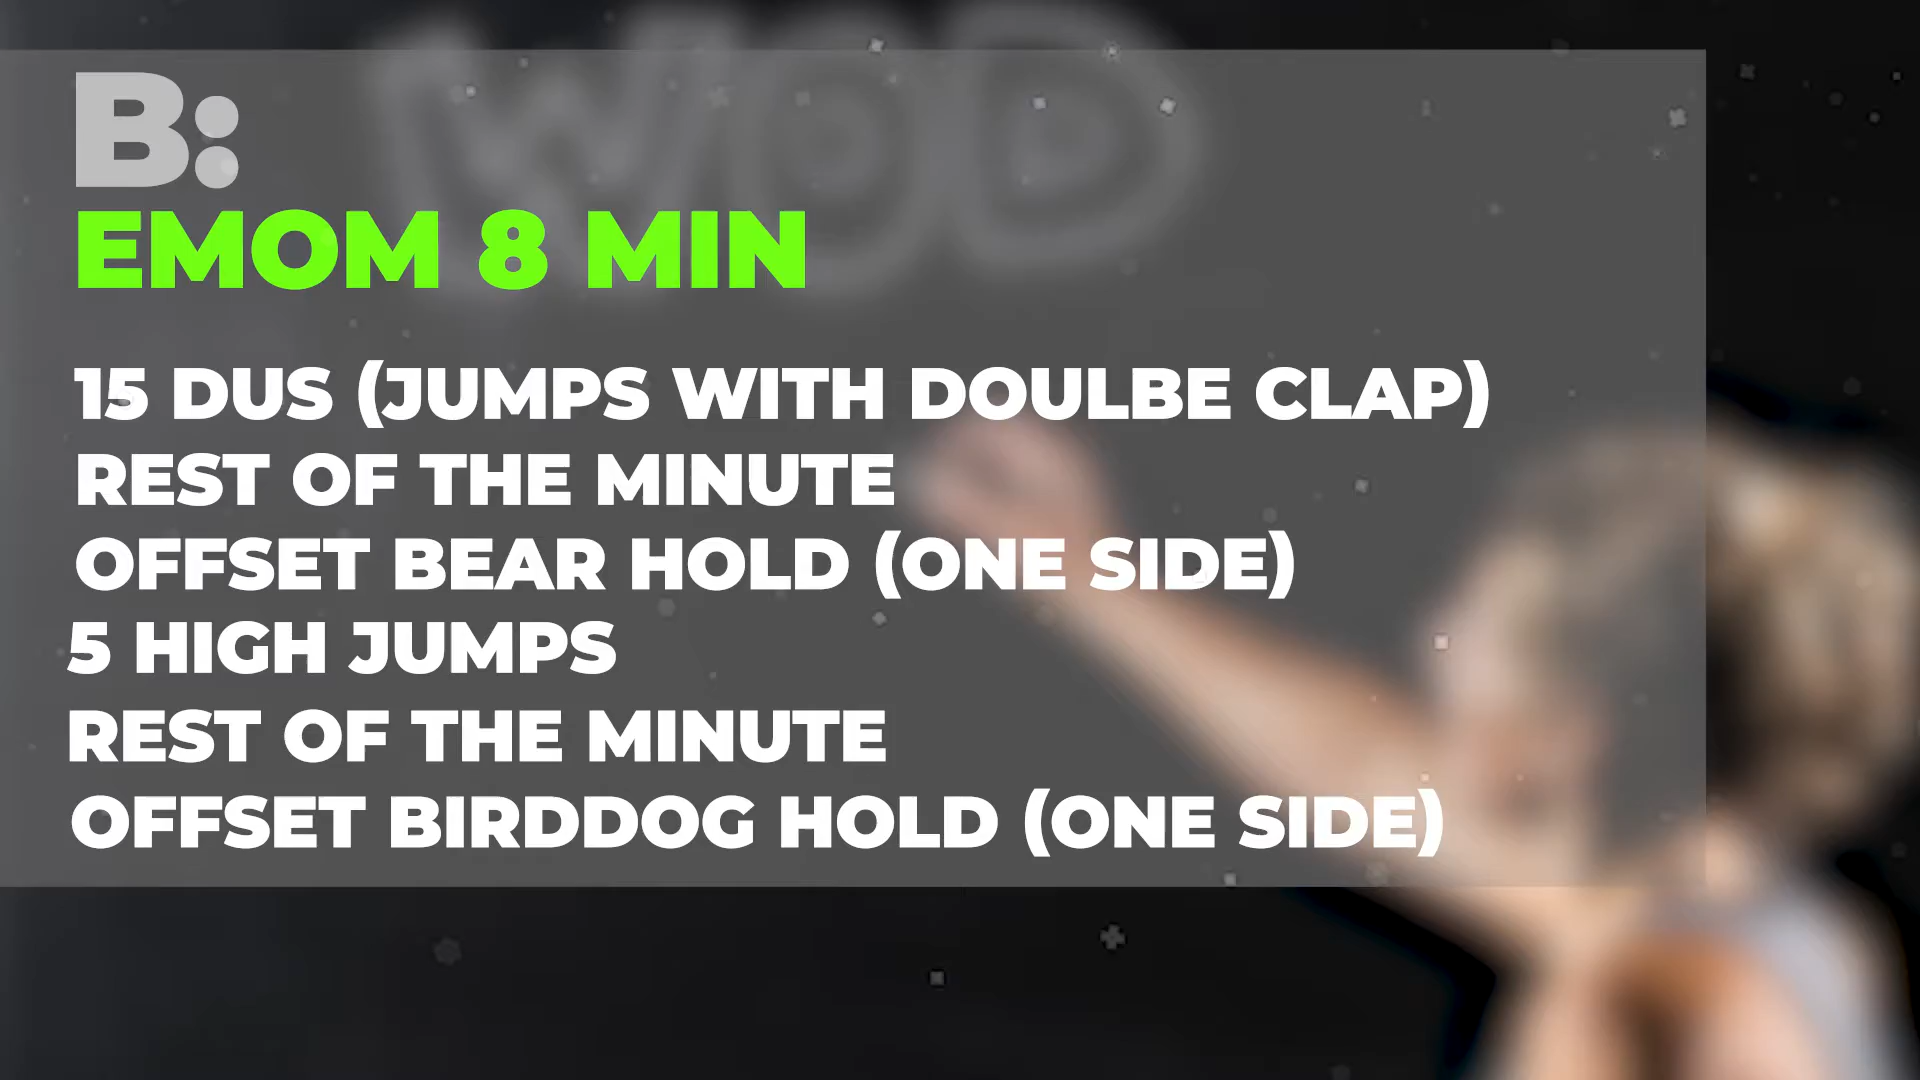 WOD
B:
EMOM 8 MIN
15 DUS (JUMPS WITH DOULBE CLAP)
REST OF THE MINUTE
OFFSET BEAR HOLD (ONE SIDE)
5 HIGH JUMPS
REST OF THE MINUTE
OFFSET BIRDDOG HOLD (ONE SIDE)